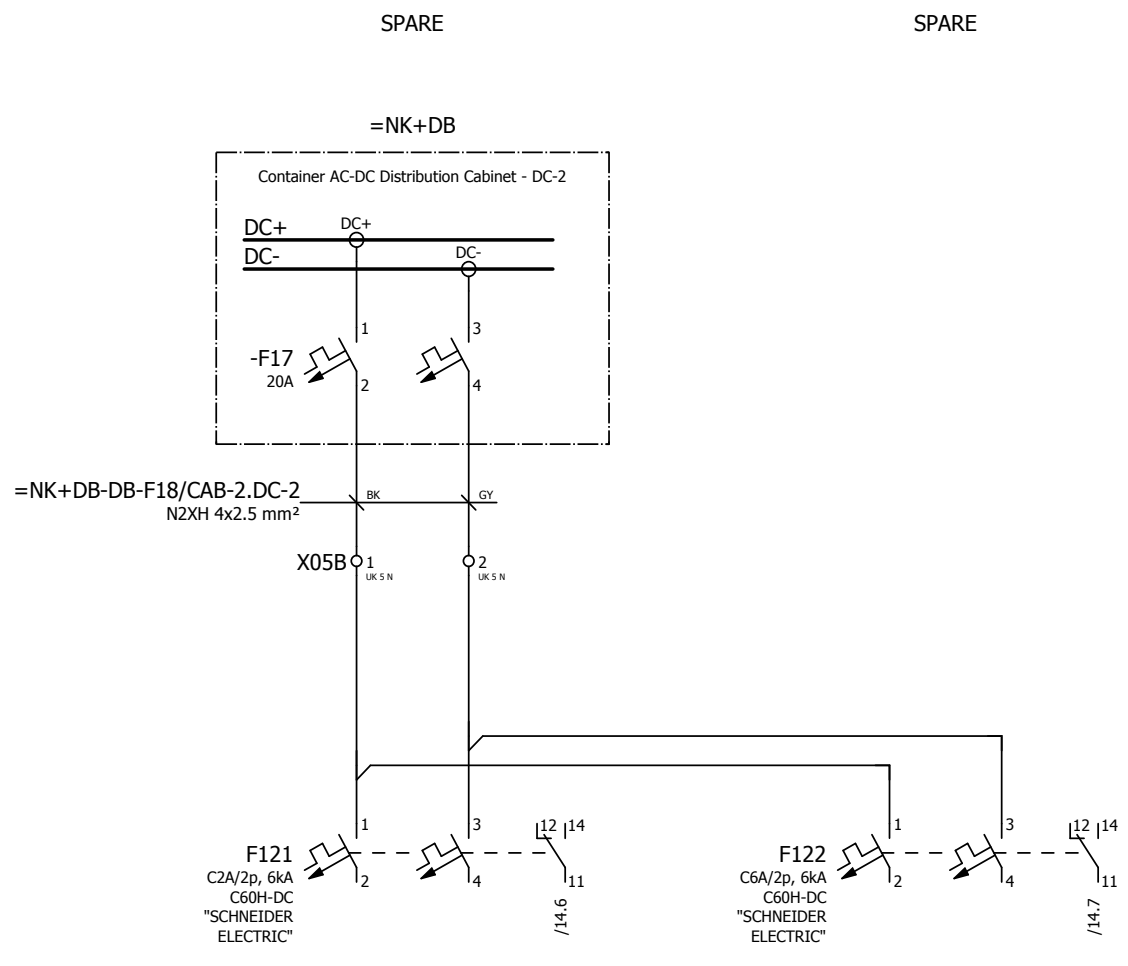 SPARE
SPARE
=NK+DB
Container AC-DC Distribution Cabinet - DC-2
DC+
DC+
DC-
DC-
1
3
-F17
20A
2
4
=NK+DB-DB-F18/CAB-2.DC-2
N2XH 4x2.5 mm²
BK
GY
X05B
1
UK 5 N
2
UK 5 N
1
3
12
14
F121
C2A/2p, 6kA
C60H-DC
"SCHNEIDER
ELECTRIC"
2
4
11
/14.6
1
3
12
14
F122
C6A/2p, 6kA
C60H-DC
"SCHNEIDER
ELECTRIC"
2
4
11
/14.7